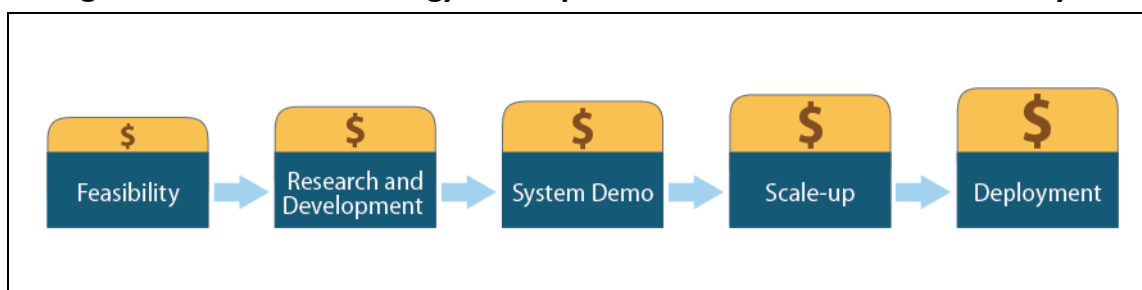 $
$
$
$
$
Feasibility
Research and
Development
System Demo
Scale-up
Deployment